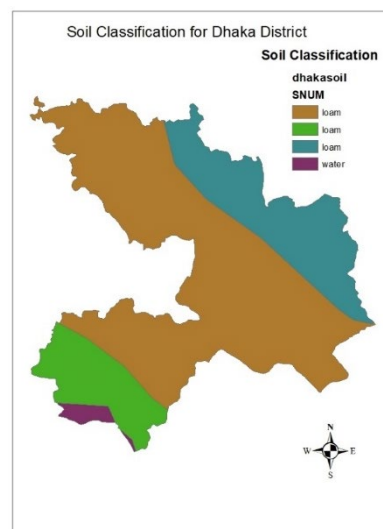 Soil Classification for Dhaka District
Soil Classification
dhakasoil
SNUM
loam
loam
loam
water
N
W E
S